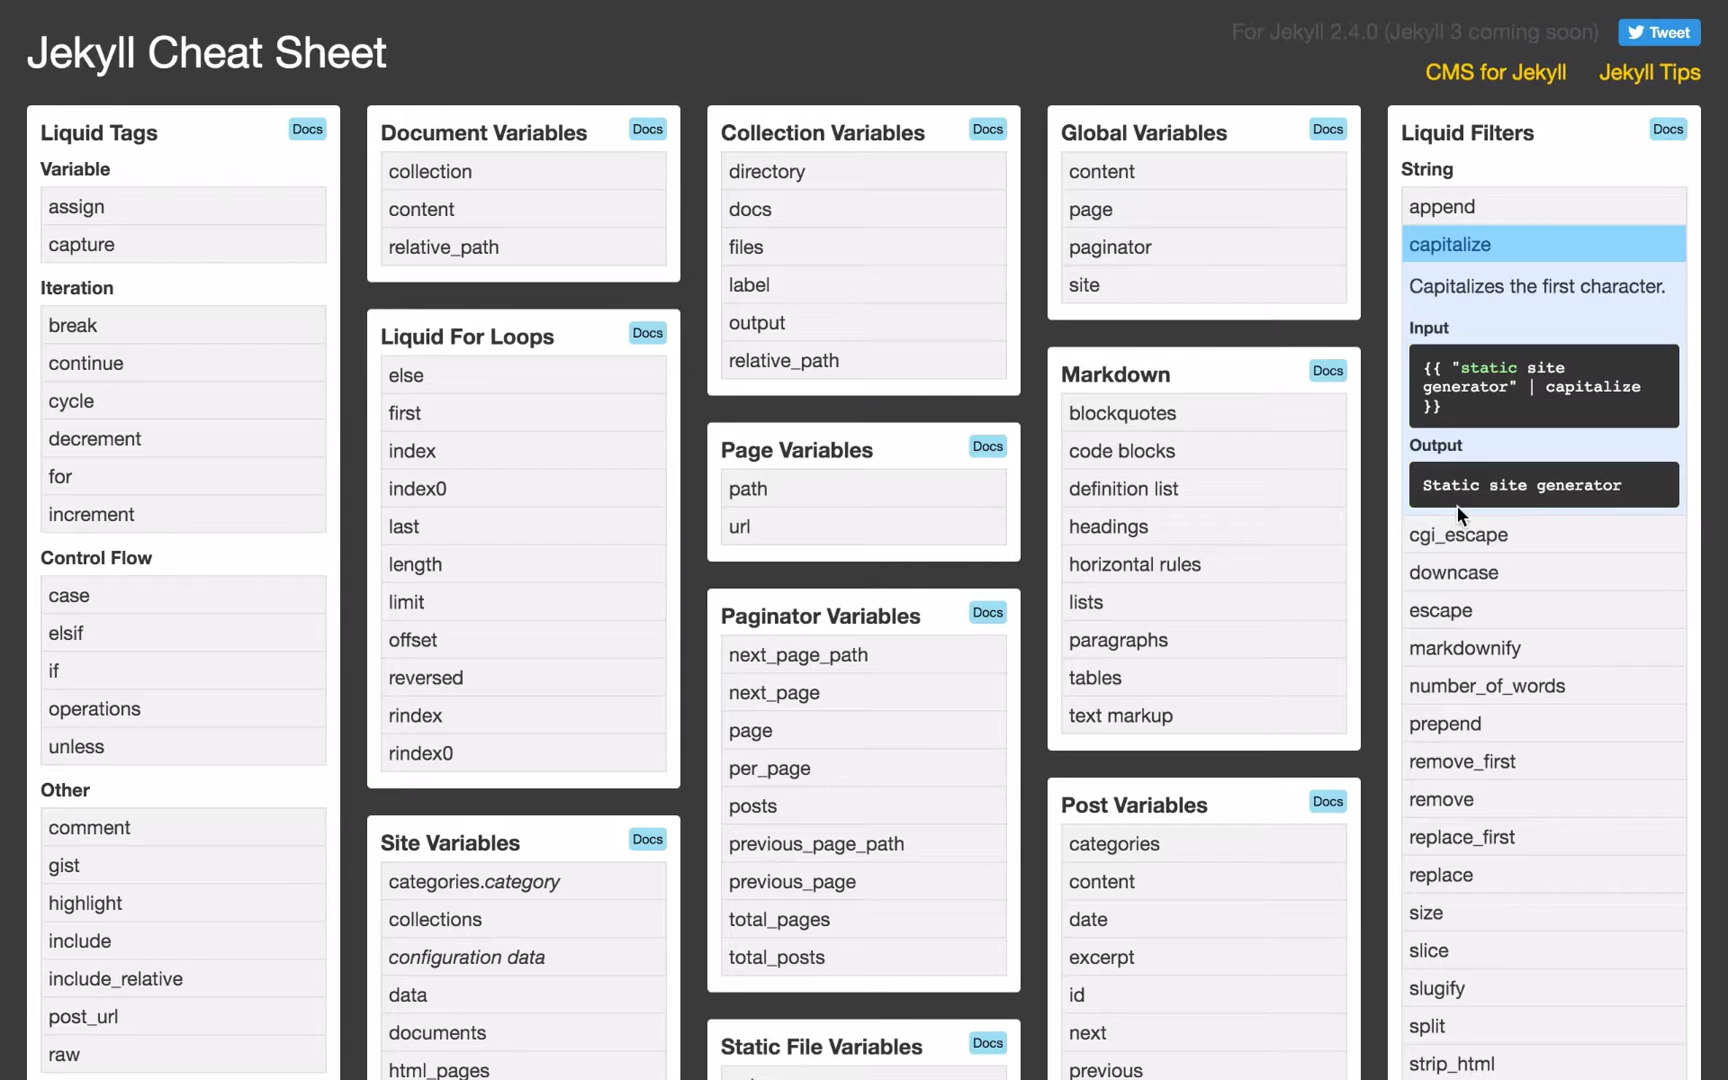 Jekyll Cheat Sheet
For Jekyll 2.4.0 (Jekyll 3 coming soon)
Tweet
CMS for Jekyll
Jekyll Tips
Liquid Tags
Docs
Variable
assign
capture
Iteration
break
continue
cycle
decrement
for
increment
Control Flow
case
elsif
if
operations
unless
Other
comment
gist
highlight
include
include_relative
post_url
raw
Document Variables
Docs
collection
content
relative_path
Liquid For Loops
Docs
else
first
index
index0
last
length
limit
offset
reversed
rindex
rindex0
Site Variables
Docs
categories.category
collections
configuration data
data
documents
html_pages
Collection Variables
Docs
directory
docs
files
label
output
relative_path
Page Variables
Docs
path
url
Paginator Variables
Docs
next_page_path
next_page
page
per_page
posts
previous_page_path
previous_page
total_pages
total_posts
Static File Variables
Docs
Global Variables
Docs
content
page
paginator
site
Markdown
Docs
blockquotes
code blocks
definition list
headings
horizontal rules
lists
paragraphs
tables
text markup
Post Variables
Docs
categories
content
date
excerpt
id
next
previous
Liquid Filters
Docs
String
append
capitalize
Capitalizes the first character.
Input
{{ "static site
generator" | capitalize
}}
Output
Static site generator
cgi_escape
downcase
escape
markdownify
number_of_words
prepend
remove_first
remove
replace_first
replace
size
slice
slugify
split
strip_html